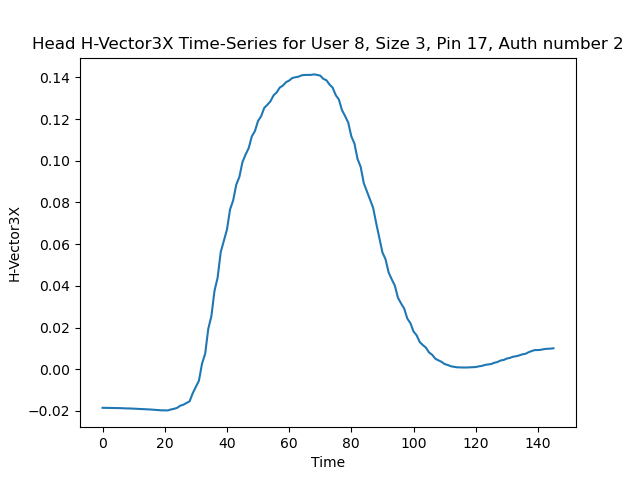 Head H-Vector3X Time-Series for User 8, Size 3, Pin 17, Auth number 2
0.14
0.12
0.10
0.08
0.06
0.04
0.02
0.00
−0.02
H-Vector3X
0 20 40 60 80 100 120 140
Time